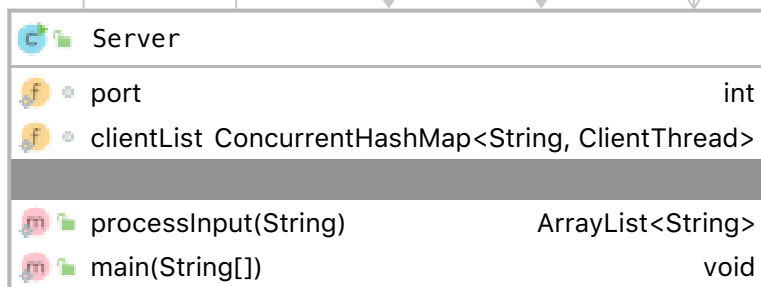 Server
port int
clientList ConcurrentHashMap<String, ClientThread>
processInput(String) ArrayList<String>
main(String[]) void